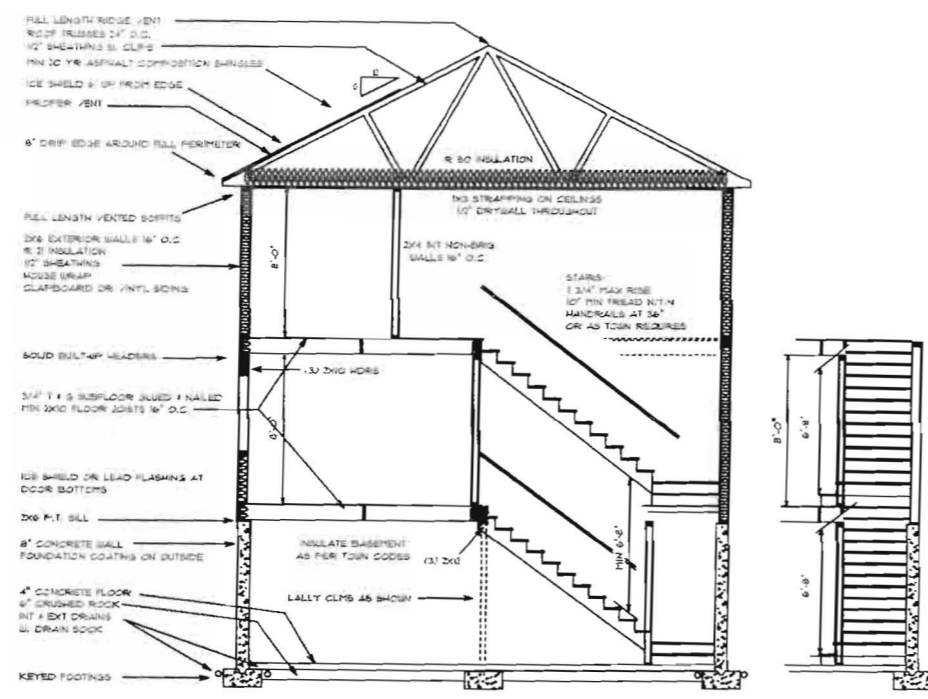 FULL LENGTH RIDGE VENT
ROOF TRUSSES 24" O.C.
1/2" SHEATHING W. CLIPS
MIN 20 YR ASPHALT COMPOSITION SHINGLES
ICE SHIELD 6' UP FROM EDGE
PROPER VENT
8" DRIP EDGE AROUND FULL PERIMETER
12
R 50 INSULATION
1X3 STRAPPING ON CEILINGS
1/2" DRYWALL THROUGHOUT
FULL LENGTH VENTED SOFFITS
2X6 EXTERIOR WALLS 16" O.C.
R 21 INSULATION
1/2" SHEATHING
HOUSE WRAP
CLAPBOARD OR VINYL SIDING
8'-0"
2X4 INT NON-BRG
WALLS 16" O.C.
STAIRS:
7 3/4" MAX RISE
10" MIN TREAD N.T.N
HANDRAILS AT 36"
OR AS TOWN REQUIRES
SOLID BUILT-UP HEADERS
(3) 2X10 HDRS
3/4" T & G SUBFLOOR GLUED & NAILED
MIN 2X10 FLOOR JOISTS 16" O.C.
8'-0"
8'-0"
6'-8"
ICE SHIELD OR LEAD FLASHING AT
DOOR BOTTOMS
2X6 P.T. SILL
8" CONCRETE WALL
FOUNDATION COATING ON OUTSIDE
INSULATE BASEMENT
AS PER TOWN CODES
(3) 2X12
MIN 6'-8"
6'-8"
4" CONCRETE FLOOR
6" CRUSHED ROCK
INT & EXT DRAINS
W. DRAIN SOCK
LALLY CLMS AS SHOWN
KEYED FOOTINGS